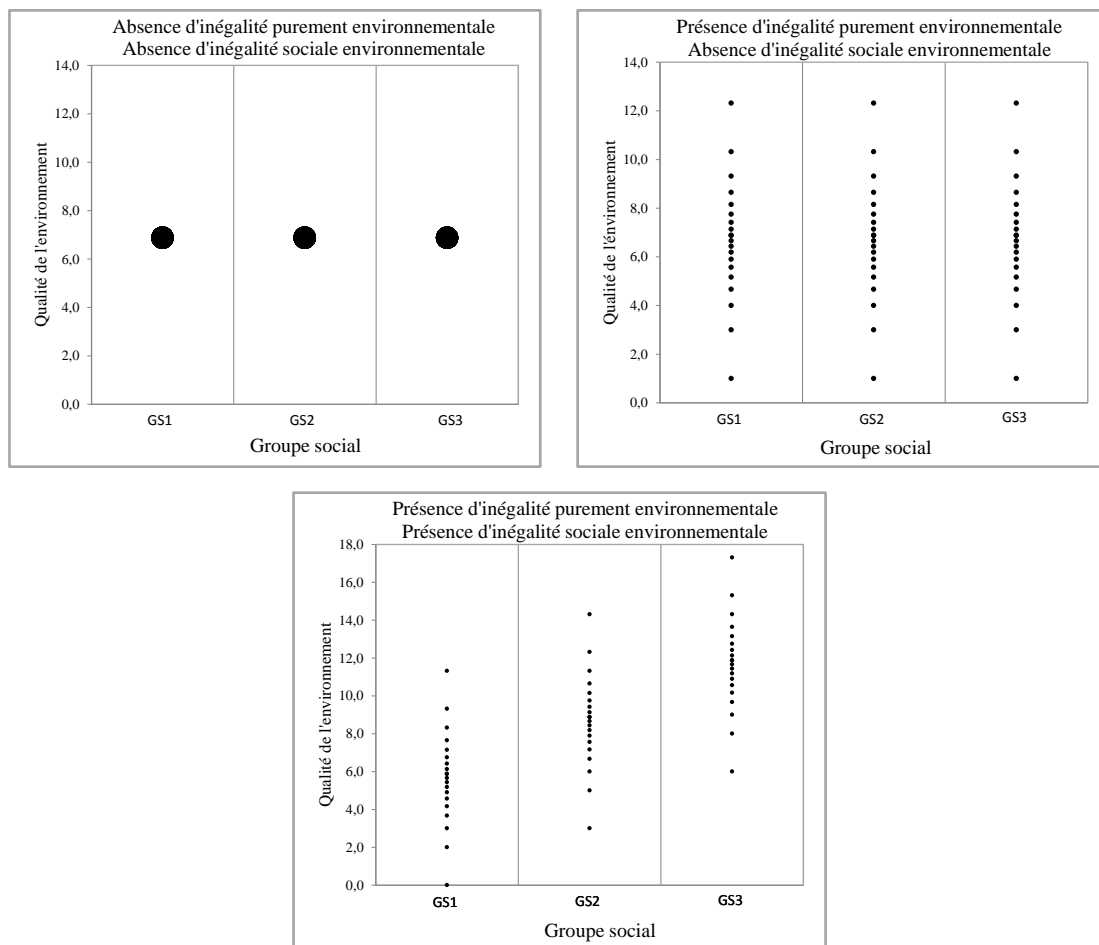 Absence d'inégalité purement environnementale
Absence d'inégalité sociale environnementale
14,0
12,0
10,0
8,0
6,0
4,0
2,0
0,0
Qualité de l'environnement
GS1 GS2 GS3
Groupe social
Présence d'inégalité purement environnementale
Absence d'inégalité sociale environnementale
14,0
12,0
10,0
8,0
6,0
4,0
2,0
0,0
Qualité de l'énvironnement
GS1 GS2 GS3
Groupe social
Présence d'inégalité purement environnementale
Présence d'inégalité sociale environnementale
18,0
16,0
14,0
12,0
10,0
8,0
6,0
4,0
2,0
0,0
Qualité de l'environnement
GS1 GS2 GS3
Groupe social